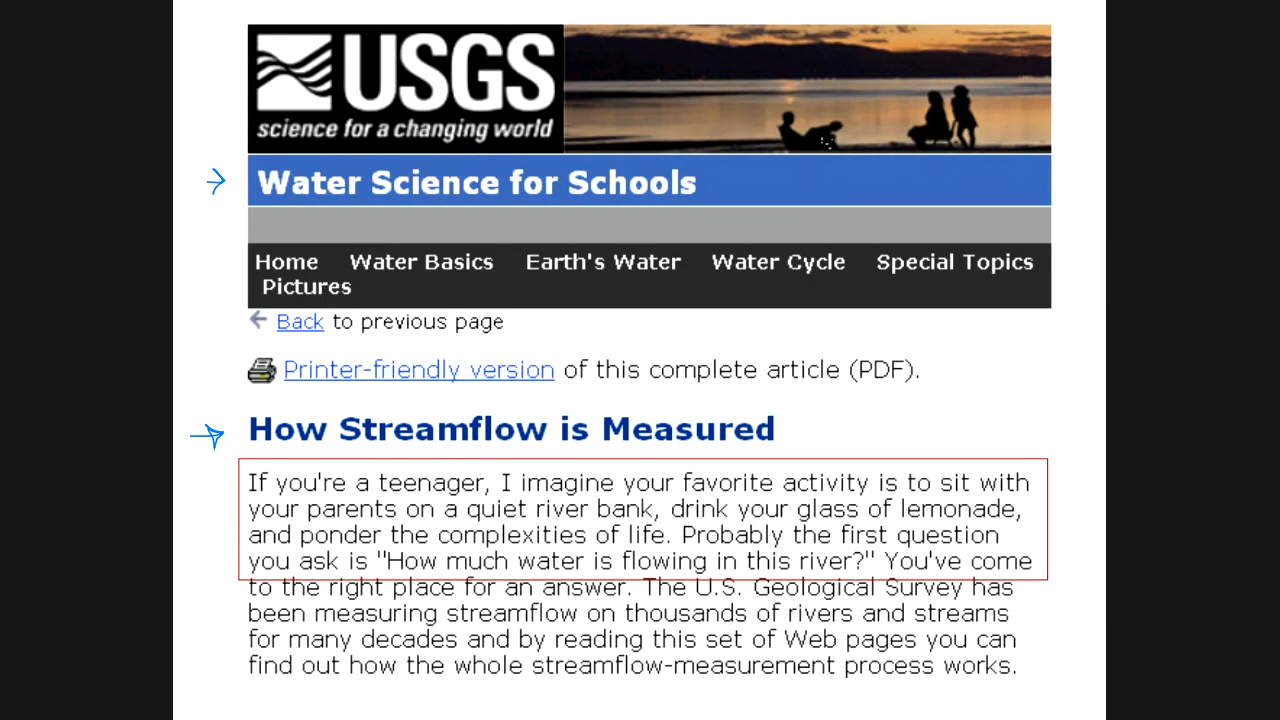 USGS
science for a changing world
Water Science for Schools
Home Water Basics Earth's Water Water Cycle Special Topics
Pictures
Back to previous page
Printer-friendly version of this complete article (PDF).
How Streamflow is Measured
If you're a teenager, I imagine your favorite activity is to sit with
your parents on a quiet river bank, drink your glass of lemonade,
and ponder the complexities of life. Probably the first question
you ask is "How much water is flowing in this river?" You've come
to the right place for an answer. The U.S. Geological Survey has
been measuring streamflow on thousands of rivers and streams
for many decades and by reading this set of Web pages you can
find out how the whole streamflow-measurement process works.